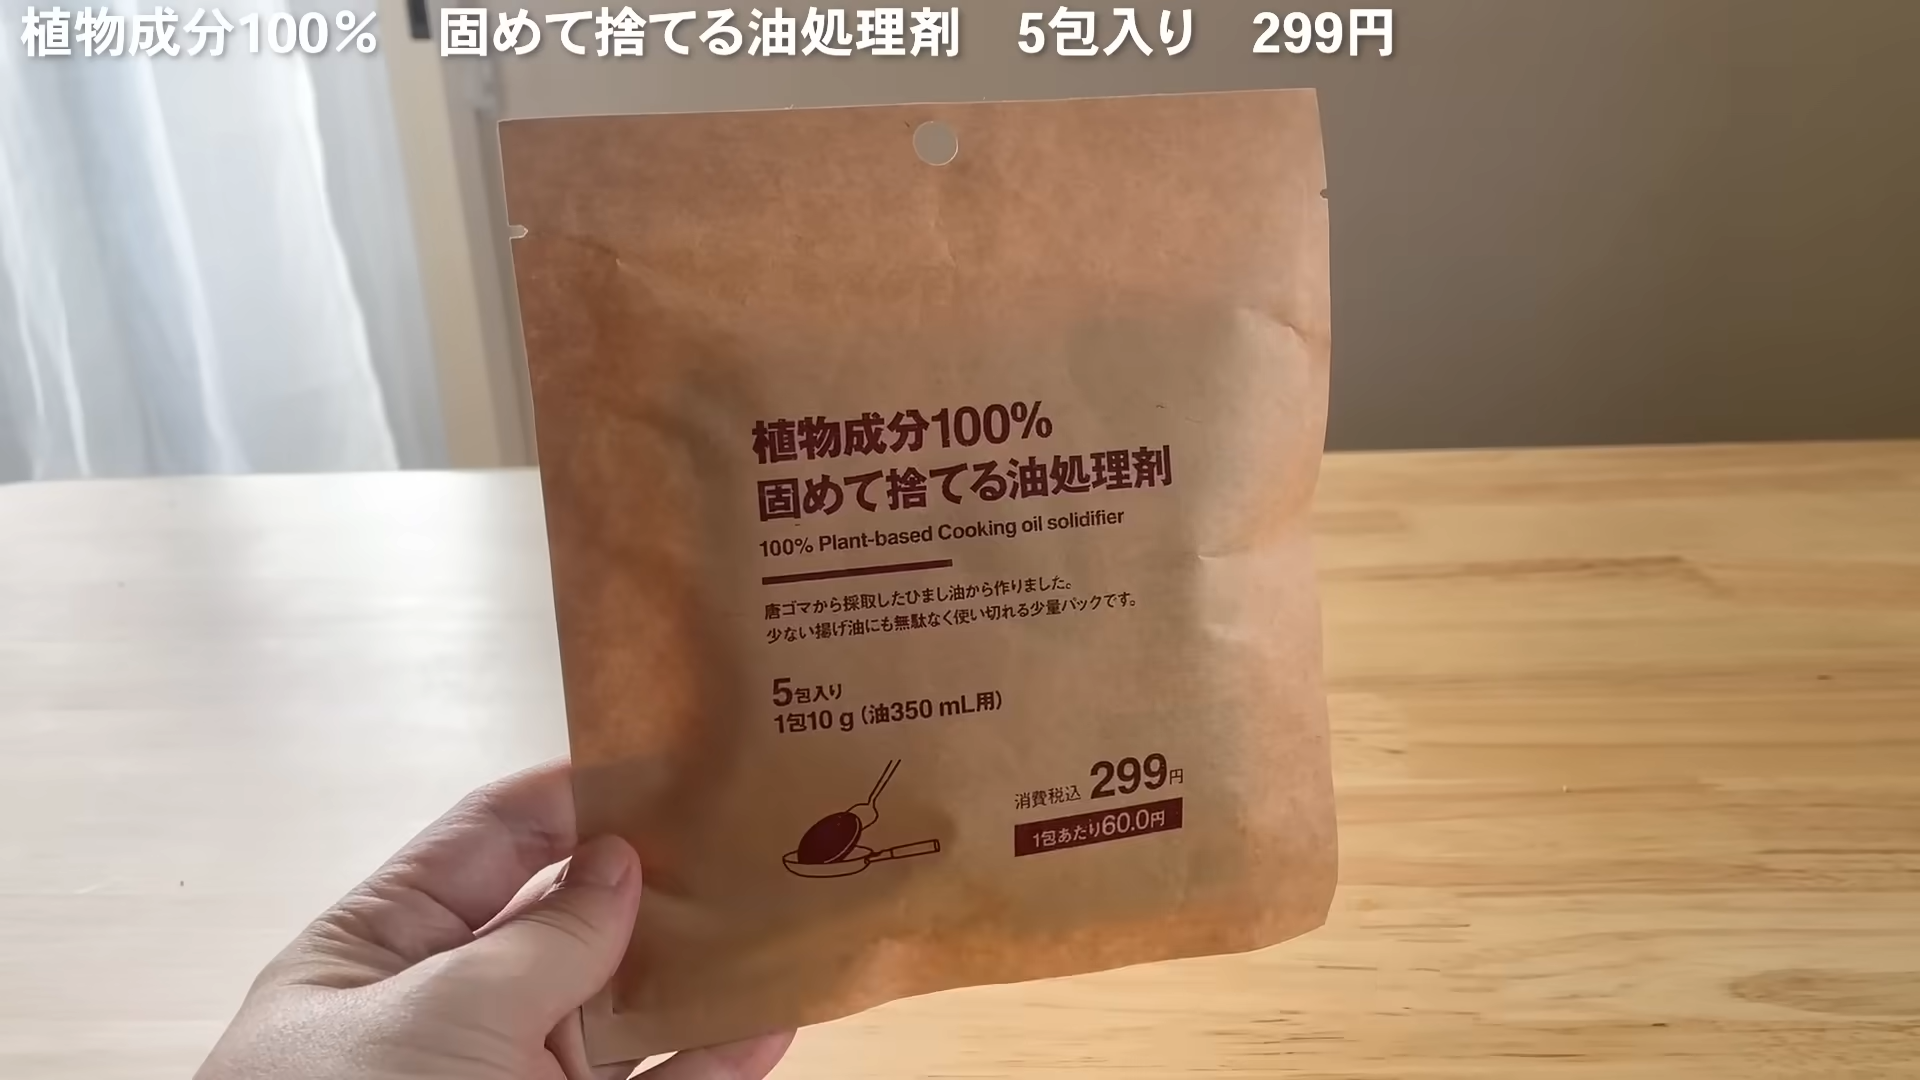 植物成分100%　固めて捨てる油処理剤　5包入り　299円
植物成分100%
固めて捨てる油処理剤
100% Plant-based Cooking oil solidifier
唐ゴマから採取したひまし油から作りました。
少ない揚げ油にも無駄なく使い切れる少量パックです。
5包入り
1包10 g（油350 mL用）
消費税込 299円
1包あたり60.0円